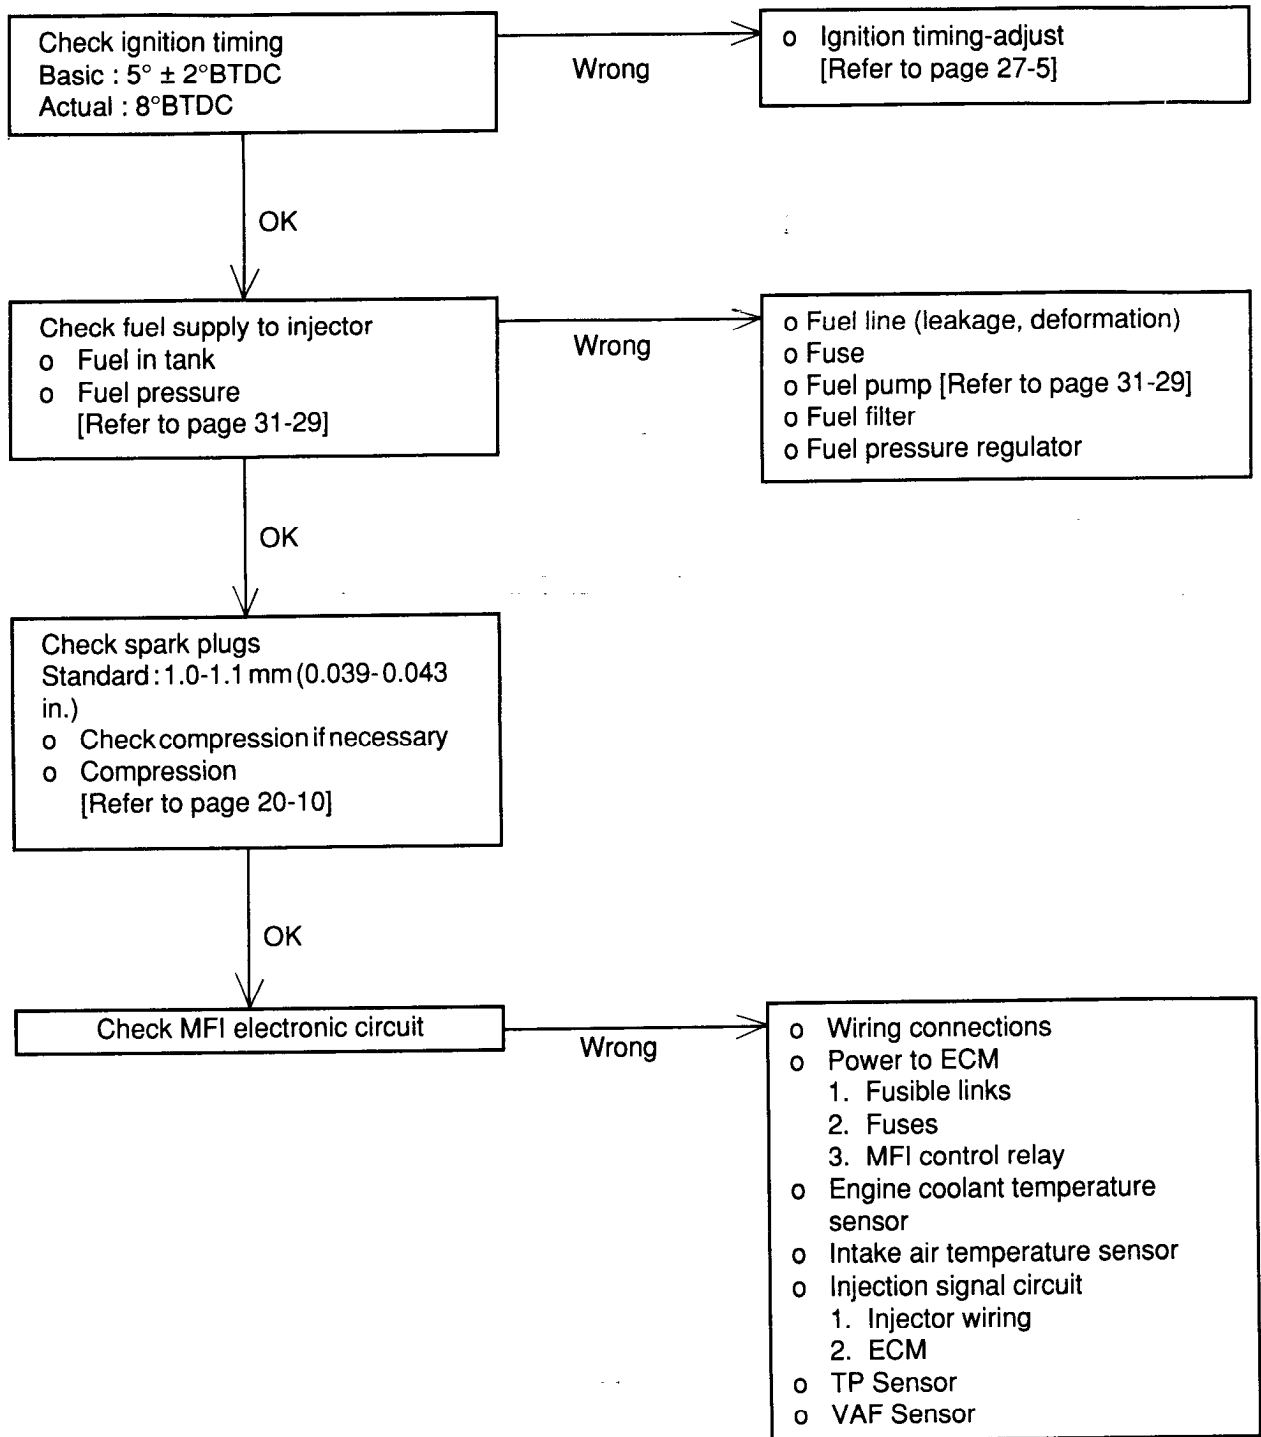 Check ignition timing
Basic : 5° ± 2°BTDC
Actual : 8°BTDC
Wrong
o Ignition timing-adjust
[Refer to page 27-5]
OK
Check fuel supply to injector
o Fuel in tank
o Fuel pressure
[Refer to page 31-29]
Wrong
o Fuel line (leakage, deformation)
o Fuse
o Fuel pump [Refer to page 31-29]
o Fuel filter
o Fuel pressure regulator
OK
Check spark plugs
Standard : 1.0-1.1 mm (0.039-0.043
in.)
o Check compression if necessary
o Compression
[Refer to page 20-10]
OK
Check MFI electronic circuit
Wrong
o Wiring connections
o Power to ECM
1. Fusible links
2. Fuses
3. MFI control relay
o Engine coolant temperature
sensor
o Intake air temperature sensor
o Injection signal circuit
1. Injector wiring
2. ECM
o TP Sensor
o VAF Sensor